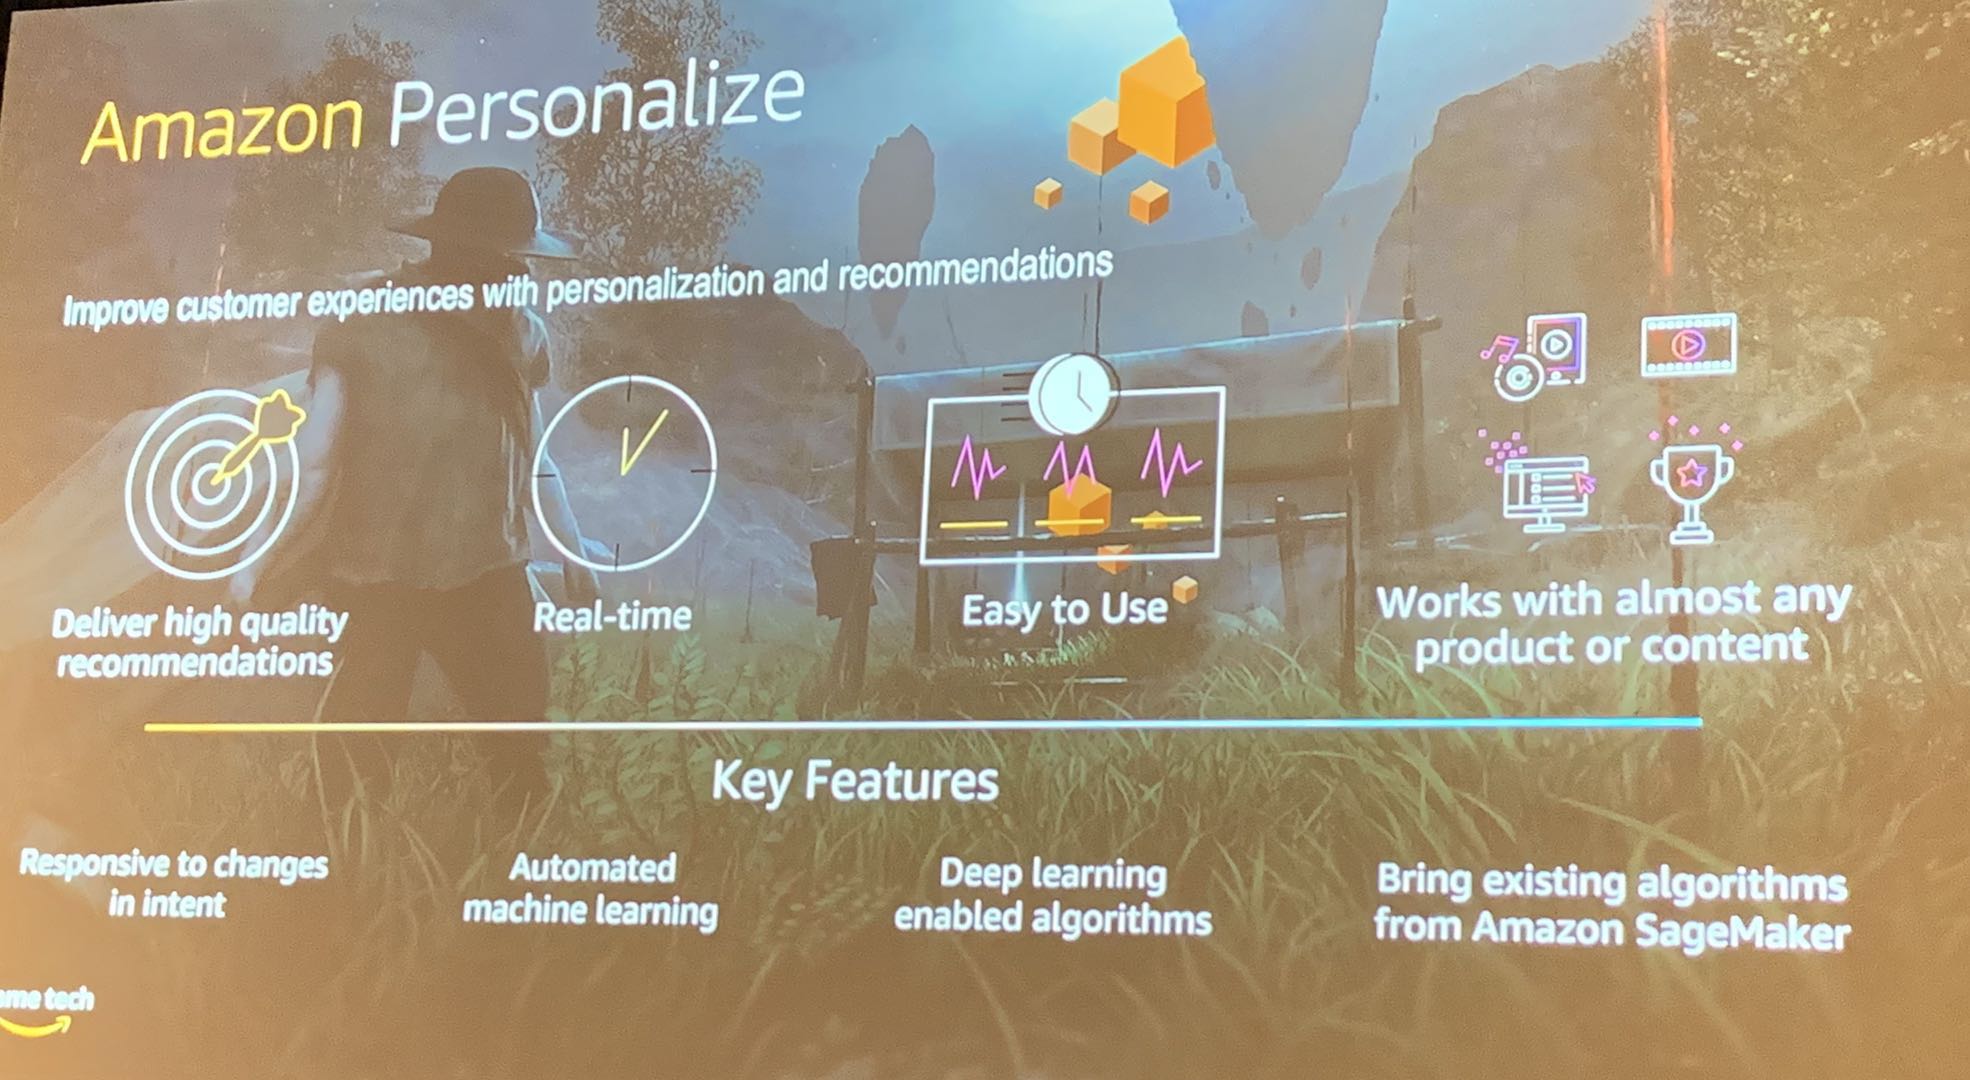 Amazon Personalize
Improve customer experiences with personalization and recommendations
Deliver high quality
recommendations
Real-time
Easy to Use
Works with almost any
product or content
Key Features
Responsive to changes
in intent
Automated
machine learning
Deep learning
enabled algorithms
Bring existing algorithms
from Amazon SageMaker
tech